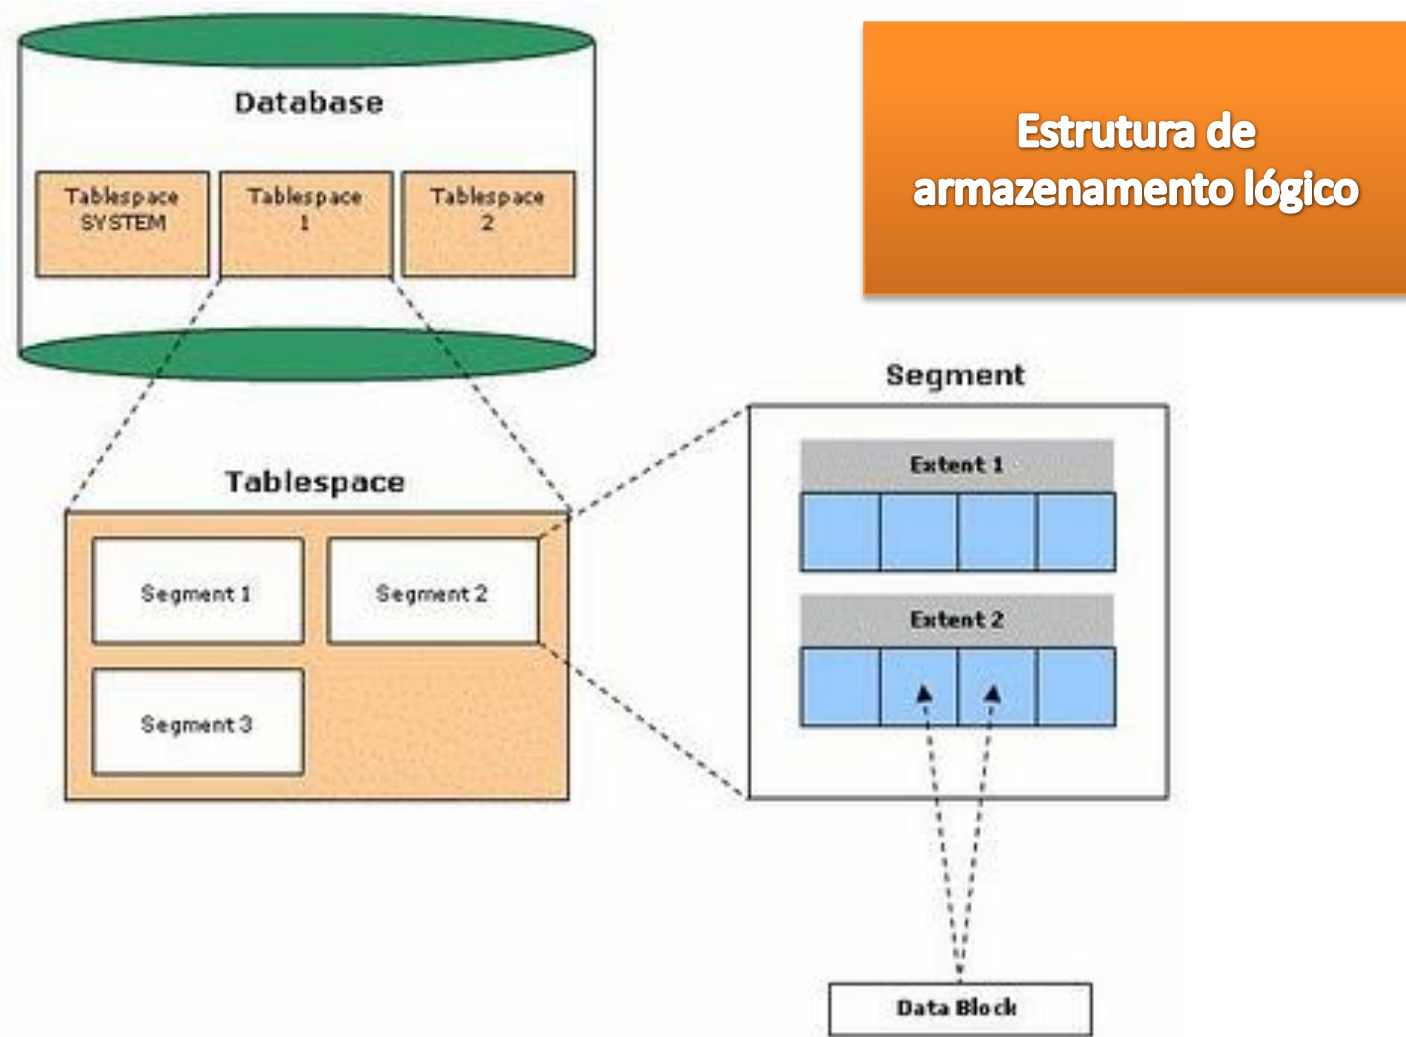 Database
Tablespace
SYSTEM
Tablespace
1
Tablespace
2
Estrutura de
armazenamento lógico
Tablespace
Segment 1
Segment 2
Segment 3
Segment
Extent 1
Extent 2
Data Block